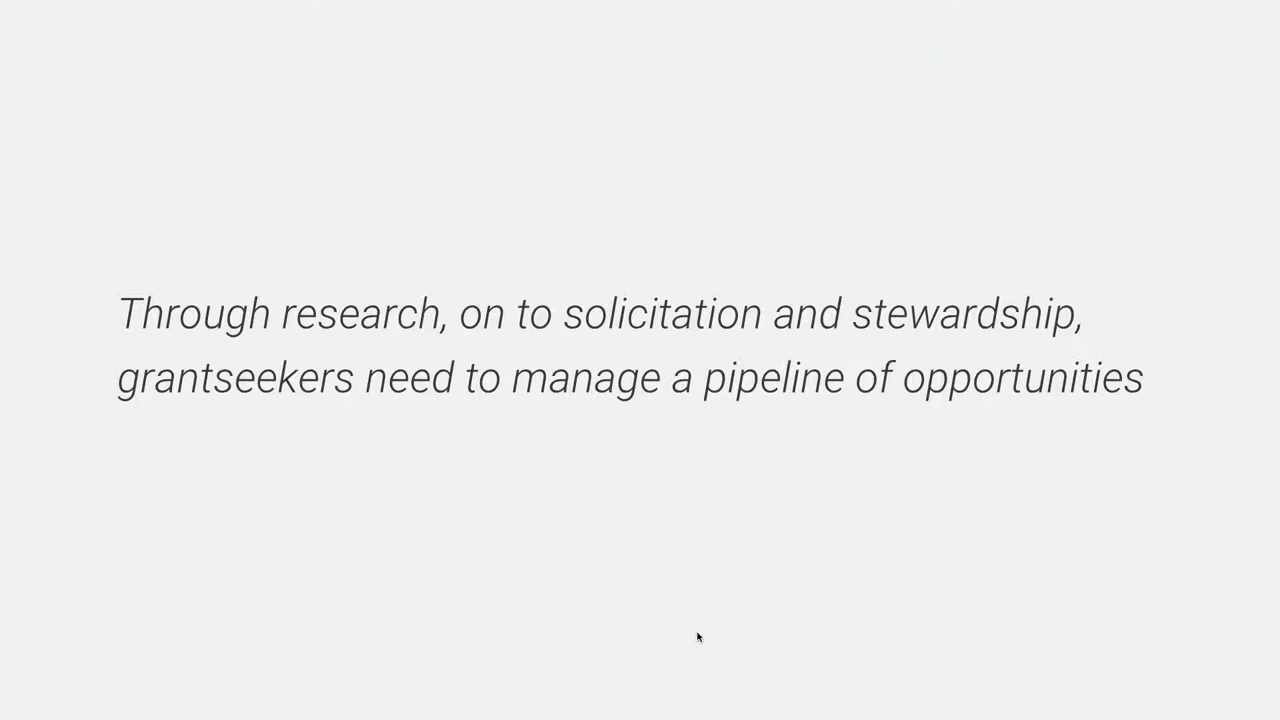 Through research, on to solicitation and stewardship,
grantseekers need to manage a pipeline of opportunities